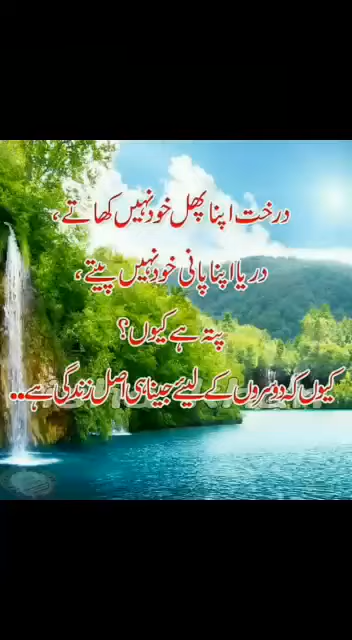 درخت اپنا پھل خود نہیں کھاتے،
دریا اپنا پانی خود نہیں پیتے،
پتہ ہے کیوں؟
کیوں کہ دوسروں کے لیئے جینا ہی اصل زندگی ہے..